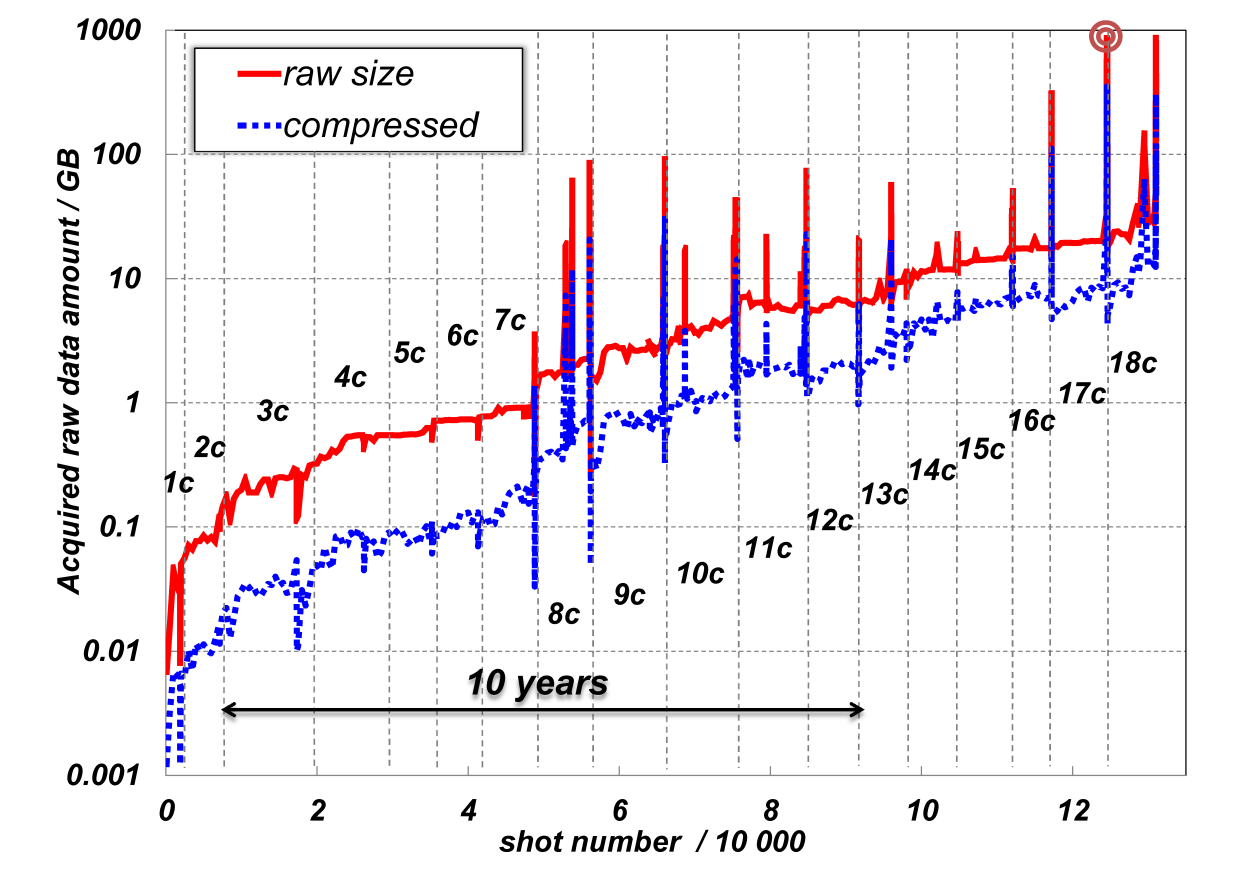 1000
100
10
1
0.1
0.01
0.001
Acquired raw data amount / GB
raw size
compressed
1c
2c
3c
4c
5c
6c
7c
8c
9c
10c
11c
12c
13c
14c
15c
16c
17c
18c
10 years
0 2 4 6 8 10 12
shot number / 10 000